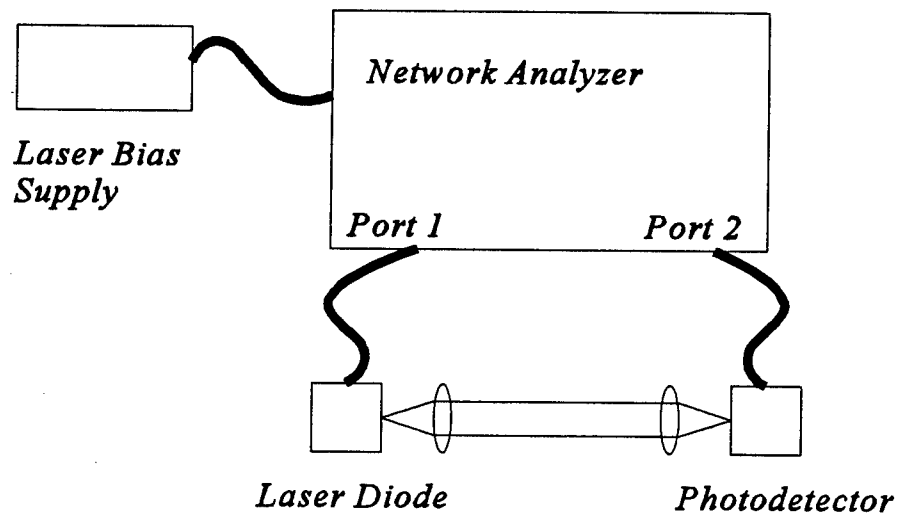 Network Analyzer
Laser Bias
Supply
Port 1
Port 2
Laser Diode
Photodetector